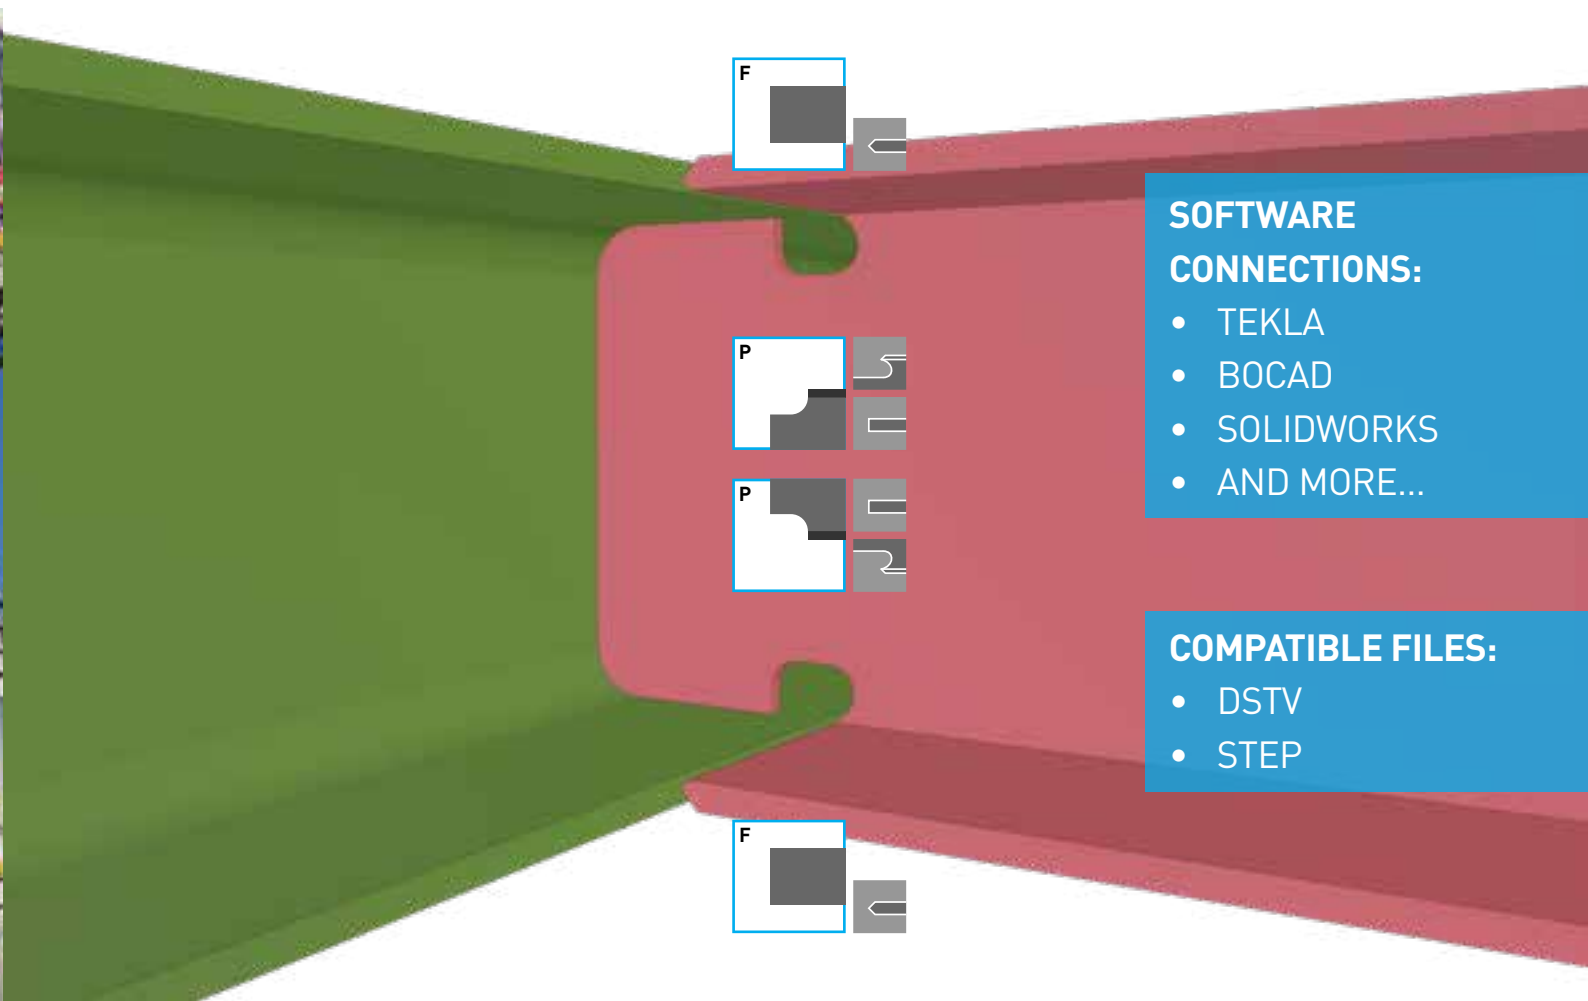 F
P
P
F
SOFTWARE
CONNECTIONS:
• TEKLA
• BOCAD
• SOLIDWORKS
• AND MORE...
COMPATIBLE FILES:
• DSTV
• STEP